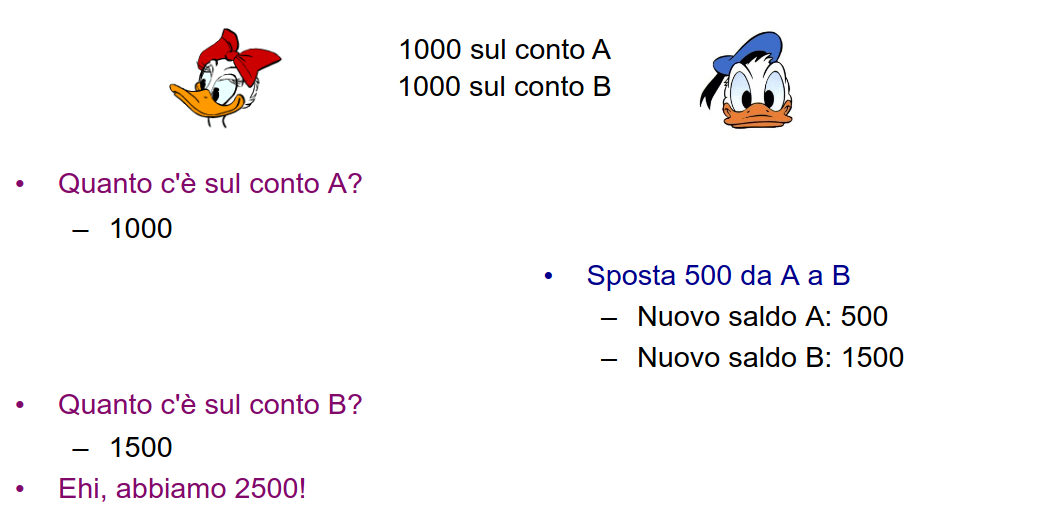 1000 sul conto A
1000 sul conto B
• Quanto c'è sul conto A?
– 1000
• Sposta 500 da A a B
– Nuovo saldo A: 500
– Nuovo saldo B: 1500
• Quanto c'è sul conto B?
– 1500
• Ehi, abbiamo 2500!